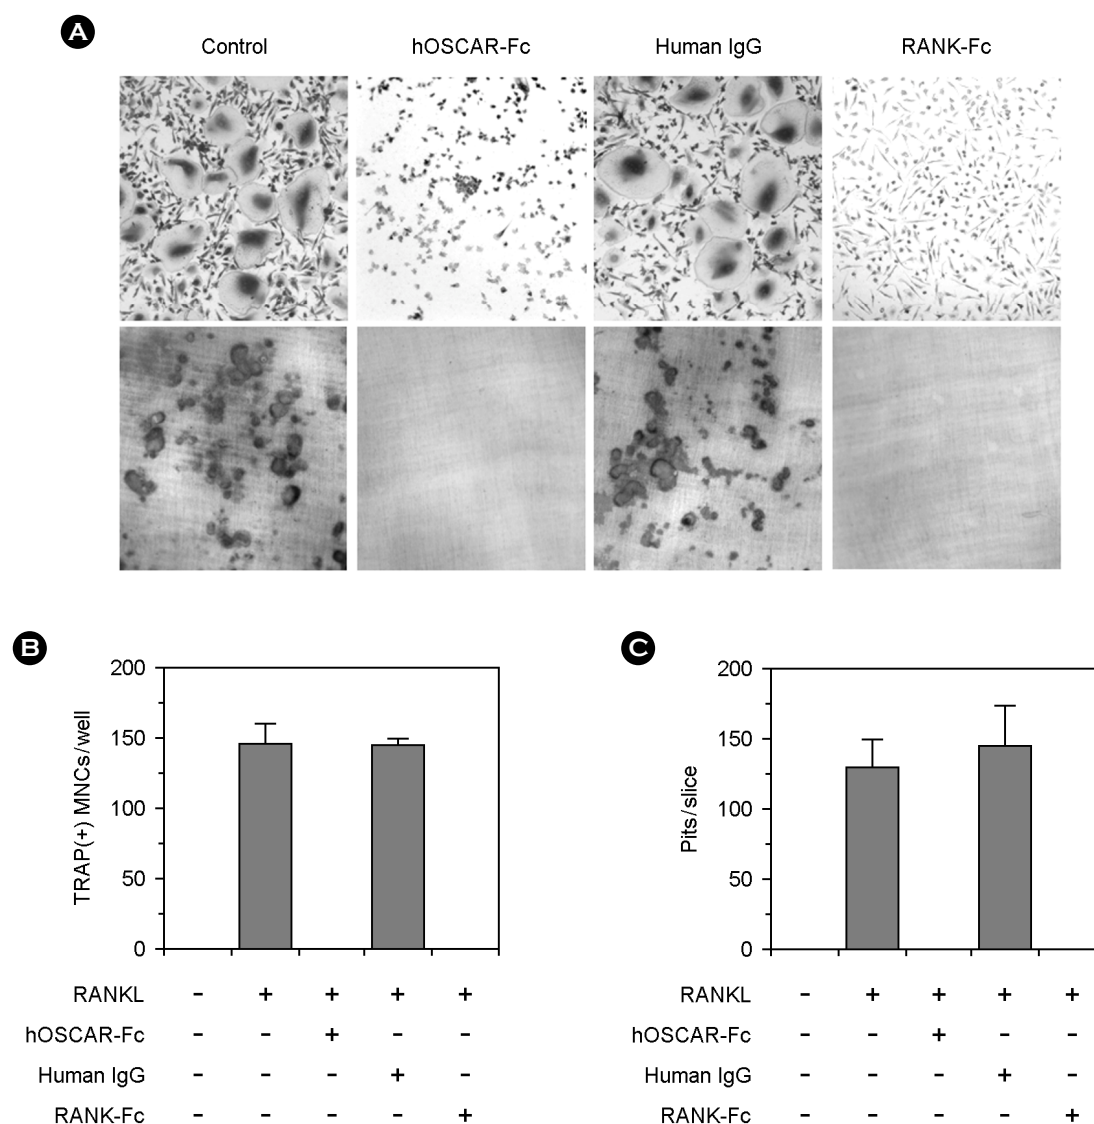 A
Control hOSCAR-Fc Human IgG RANK-Fc
B
TRAP(+) MNCs/well
200
150
100
50
0
RANKL - + + + +
hOSCAR-Fc - - + - -
Human IgG - - - + -
RANK-Fc - - - - +
C
Pits/slice
200
150
100
50
0
RANKL - + + + +
hOSCAR-Fc - - + - -
Human IgG - - - + -
RANK-Fc - - - - +